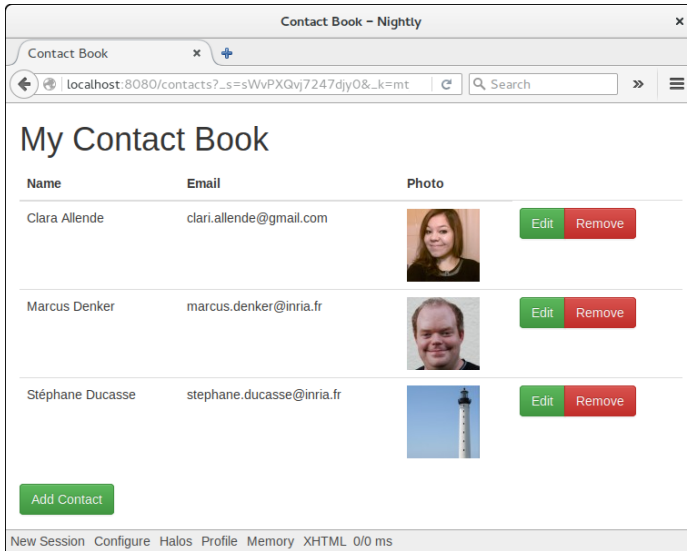 Contact Book – Nightly ×
Contact Book ×
localhost:8080/contacts?_s=sWvPXQvj7247djy0&_k=mt Search »
My Contact Book
Name Email Photo
Clara Allende clari.allende@gmail.com Edit Remove
Marcus Denker marcus.denker@inria.fr Edit Remove
Stéphane Ducasse stephane.ducasse@inria.fr Edit Remove
Add Contact
New Session Configure Halos Profile Memory XHTML 0/0 ms